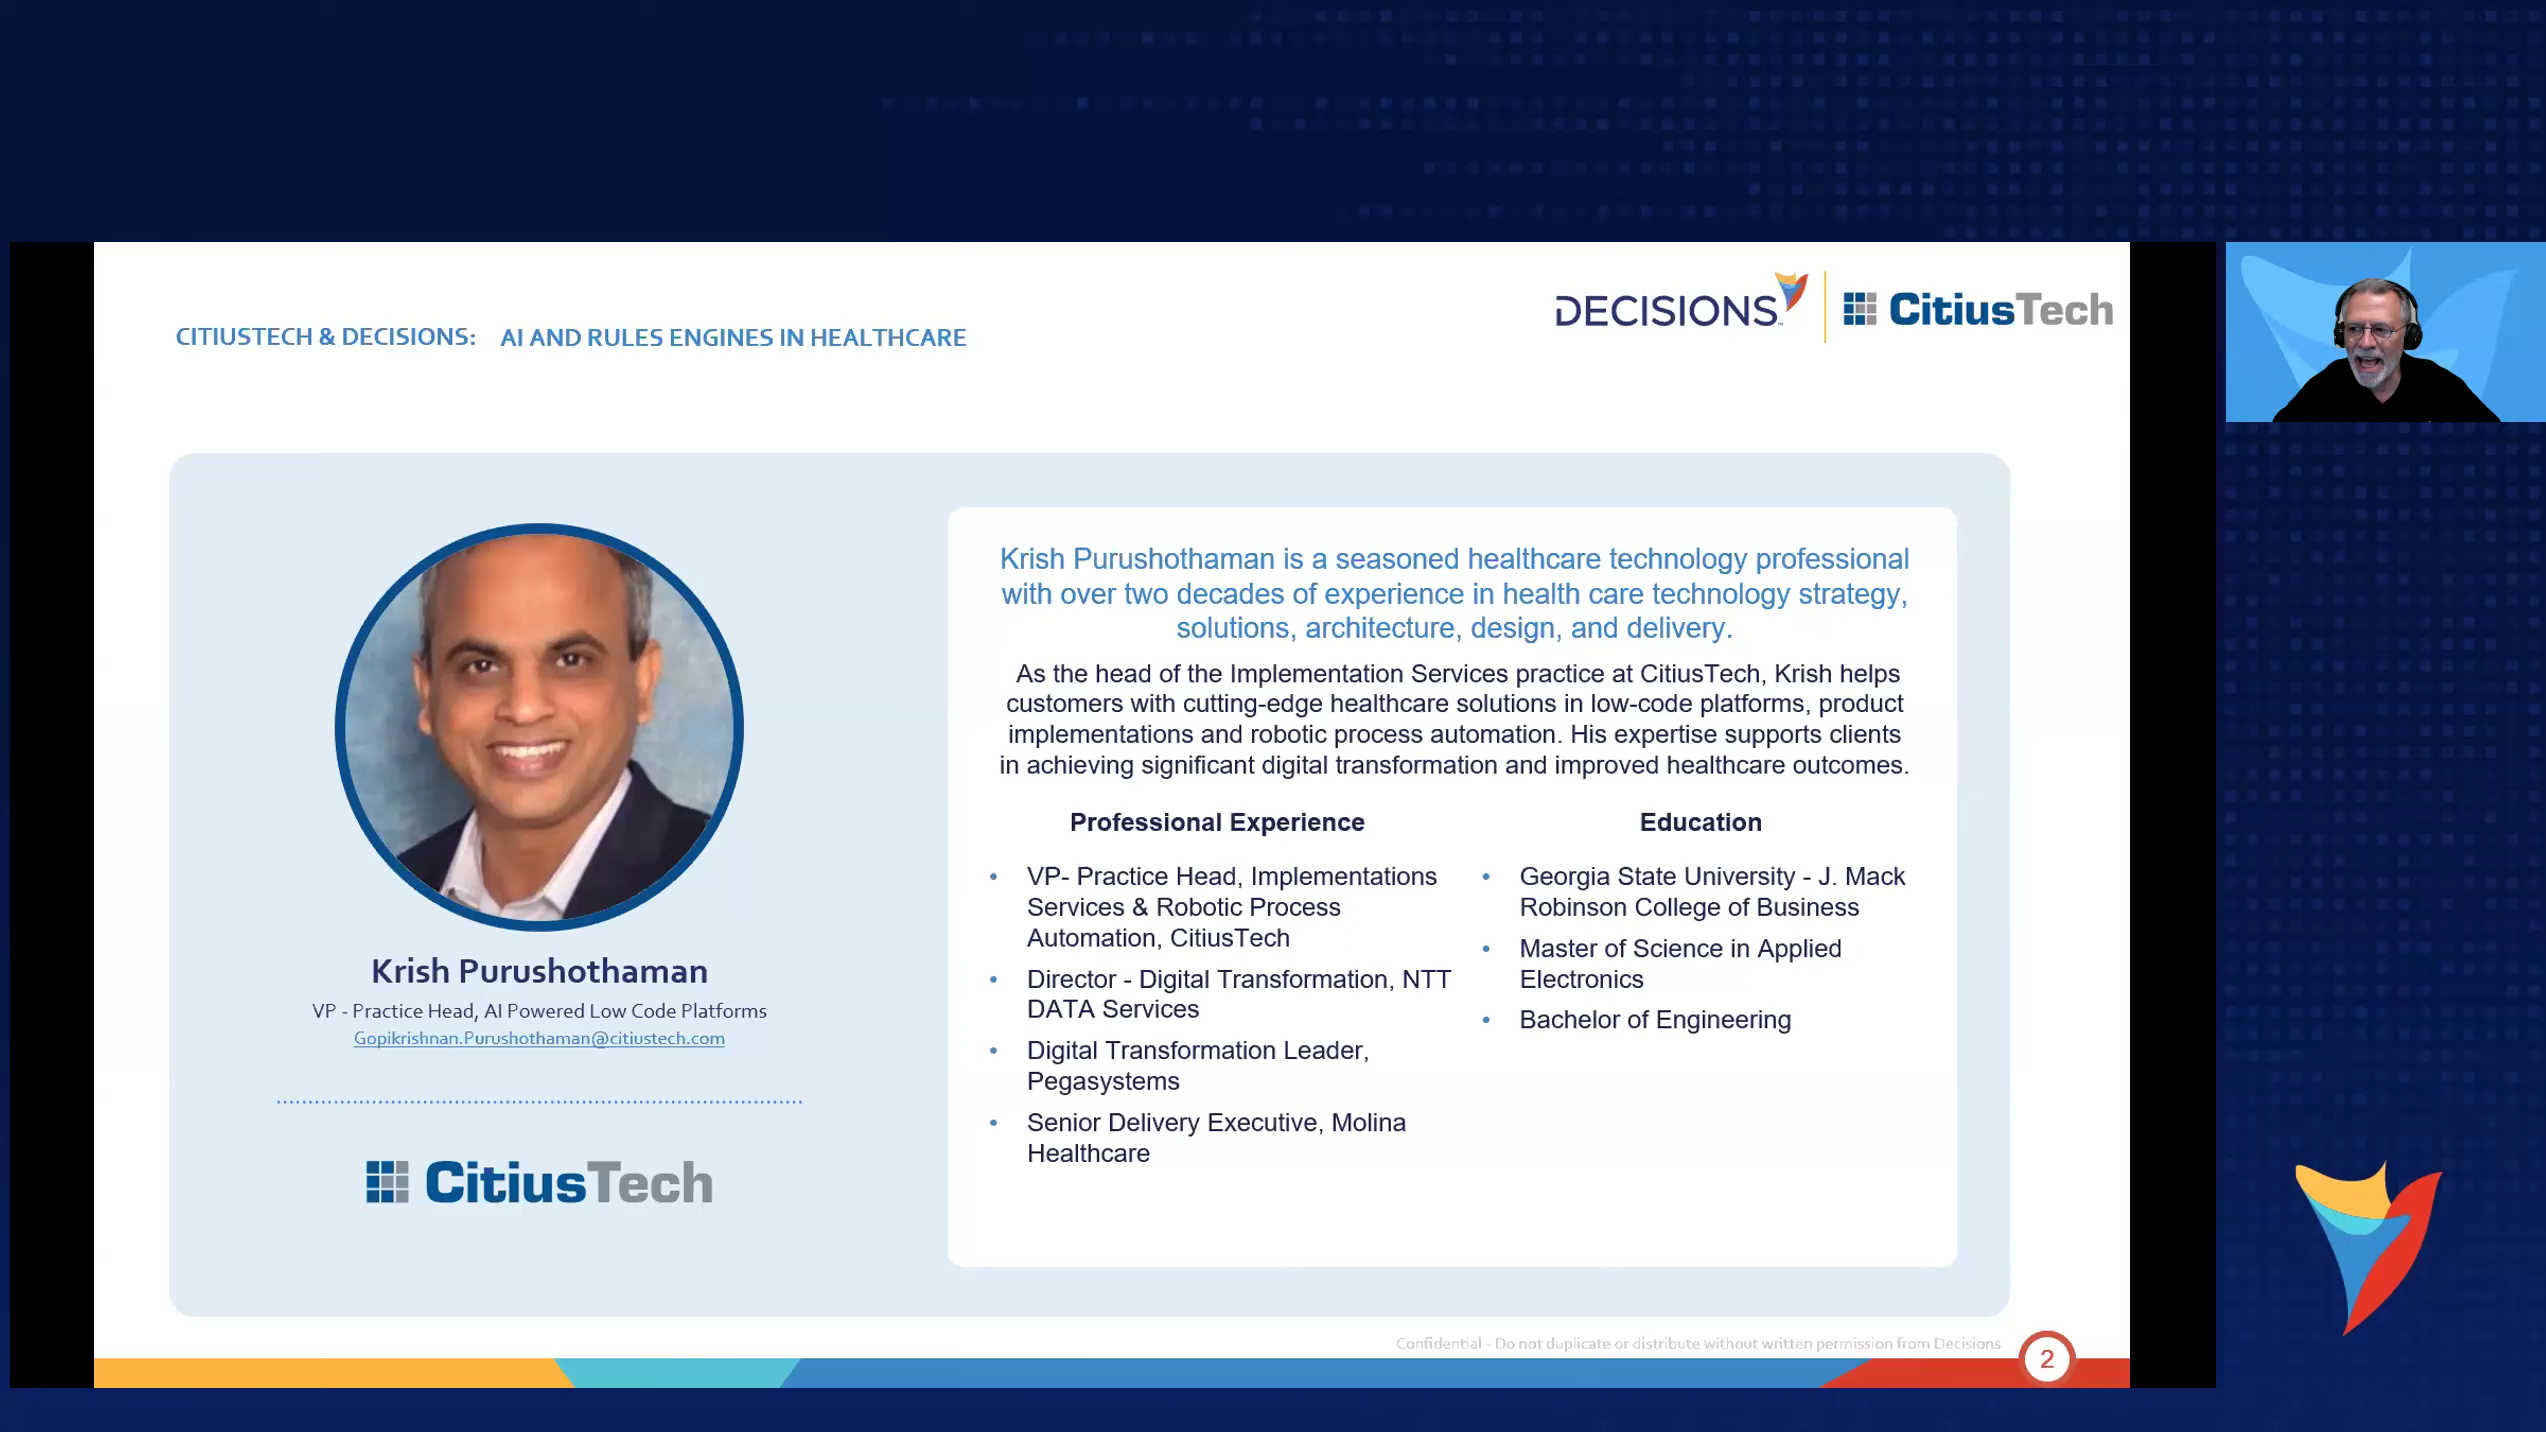 CITIUSTECH & DECISIONS: AI AND RULES ENGINES IN HEALTHCARE
DECISIONS
CitiusTech
Krish Purushothaman
VP - Practice Head, AI Powered Low Code Platforms
Gopikrishnan.Purushothaman@citiustech.com
CitiusTech
Krish Purushothaman is a seasoned healthcare technology professional
with over two decades of experience in health care technology strategy,
solutions, architecture, design, and delivery.
As the head of the Implementation Services practice at CitiusTech, Krish helps
customers with cutting-edge healthcare solutions in low-code platforms, product
implementations and robotic process automation. His expertise supports clients
in achieving significant digital transformation and improved healthcare outcomes.
Professional Experience
• VP- Practice Head, Implementations
Services & Robotic Process
Automation, CitiusTech
• Director - Digital Transformation, NTT
DATA Services
• Digital Transformation Leader,
Pegasystems
• Senior Delivery Executive, Molina
Healthcare
Education
• Georgia State University - J. Mack
Robinson College of Business
• Master of Science in Applied
Electronics
• Bachelor of Engineering
Confidential - Do not duplicate or distribute without written permission from Decisions
2